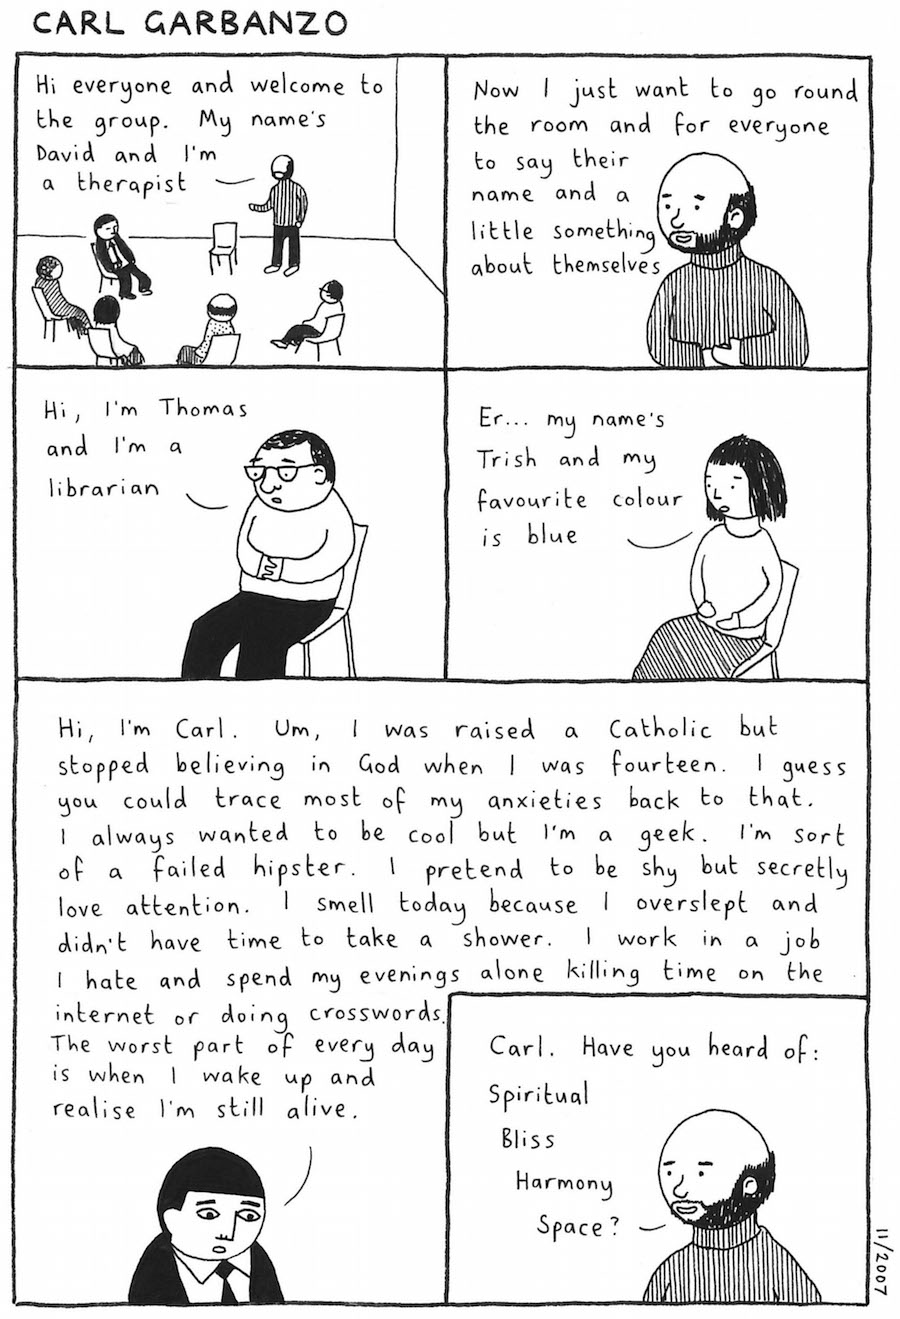 CARL GARBANZO
Hi everyone and welcome to
the group. My name's
David and I'm
a therapist
Now I just want to go round
the room and for everyone
to say their
name and a
little something
about themselves
Hi, I'm Thomas
and I'm a
librarian
Er... my name's
Trish and my
favourite colour
is blue
Hi, I'm Carl. Um, I was raised a Catholic but
stopped believing in God when I was fourteen. I guess
you could trace most of my anxieties back to that.
I always wanted to be cool but I'm a geek. I'm sort
of a failed hipster. I pretend to be shy but secretly
love attention. I smell today because I overslept and
didn't have time to take a shower. I work in a job
I hate and spend my evenings alone killing time on the
internet or doing crosswords.
The worst part of every day
is when I wake up and
realise I'm still alive.
Carl. Have you heard of:
Spiritual
Bliss
Harmony
Space?
11/2007